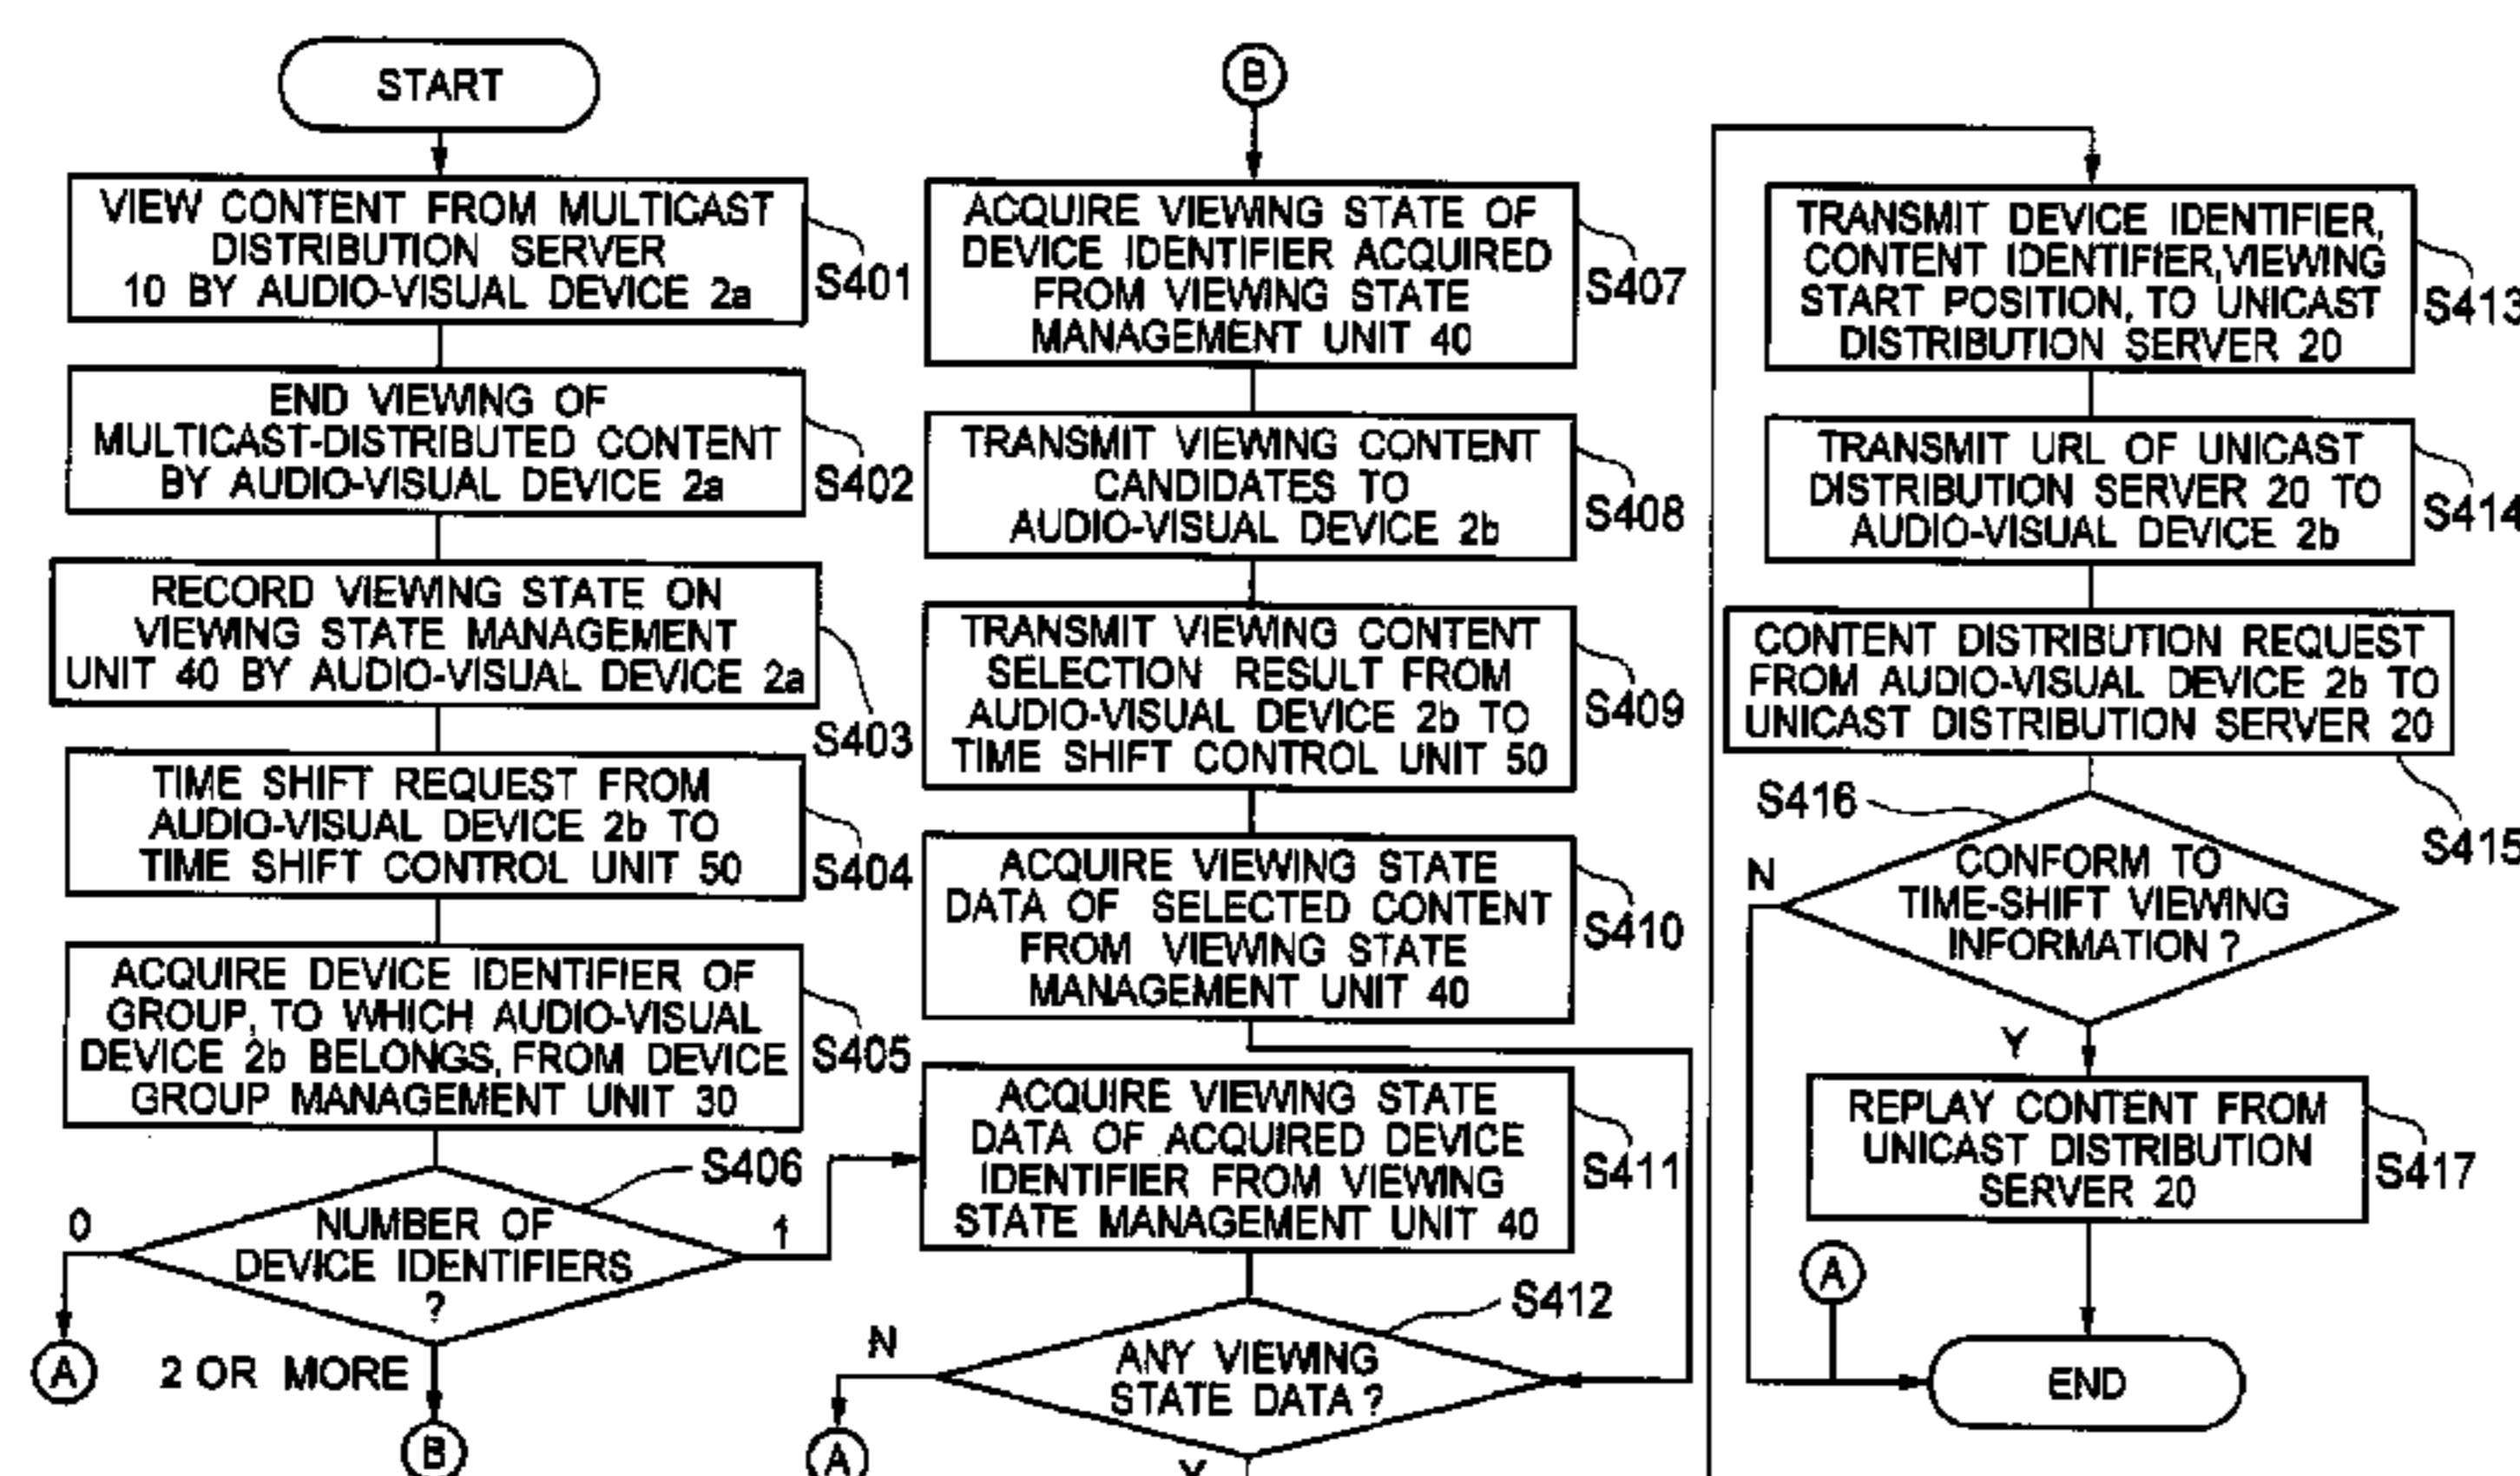 START
VIEW CONTENT FROM MULTICAST
DISTRIBUTION SERVER
10 BY AUDIO-VISUAL DEVICE 2a
S401
END VIEWING OF
MULTICAST-DISTRIBUTED CONTENT
BY AUDIO-VISUAL DEVICE 2a
S402
RECORD VIEWING STATE ON
VIEWING STATE MANAGEMENT
UNIT 40 BY AUDIO-VISUAL DEVICE 2a
S403
TIME SHIFT REQUEST FROM
AUDIO-VISUAL DEVICE 2b TO
TIME SHIFT CONTROL UNIT 50
S404
ACQUIRE DEVICE IDENTIFIER OF
GROUP, TO WHICH AUDIO-VISUAL
DEVICE 2b BELONGS, FROM DEVICE
GROUP MANAGEMENT UNIT 30
S405
S406
NUMBER OF
DEVICE IDENTIFIERS
?
0
1
A
2 OR MORE
B
B
ACQUIRE VIEWING STATE OF
DEVICE IDENTIFIER ACQUIRED
FROM VIEWING STATE
MANAGEMENT UNIT 40
S407
TRANSMIT VIEWING CONTENT
CANDIDATES TO
AUDIO-VISUAL DEVICE 2b
S408
TRANSMIT VIEWING CONTENT
SELECTION RESULT FROM
AUDIO-VISUAL DEVICE 2b TO
TIME SHIFT CONTROL UNIT 50
S409
ACQUIRE VIEWING STATE
DATA OF SELECTED CONTENT
FROM VIEWING STATE
MANAGEMENT UNIT 40
S410
ACQUIRE VIEWING STATE
DATA OF ACQUIRED DEVICE
IDENTIFIER FROM VIEWING
STATE MANAGEMENT UNIT 40
S411
S412
N
ANY VIEWING
STATE DATA?
A
Y
TRANSMIT DEVICE IDENTIFIER,
CONTENT IDENTIFIER, VIEWING
START POSITION, TO UNICAST
DISTRIBUTION SERVER 20
S413
TRANSMIT URL OF UNICAST
DISTRIBUTION SERVER 20 TO
AUDIO-VISUAL DEVICE 2b
S414
CONTENT DISTRIBUTION REQUEST
FROM AUDIO-VISUAL DEVICE 2b TO
UNICAST DISTRIBUTION SERVER 20
S415
S416
N
CONFORM TO
TIME-SHIFT VIEWING
INFORMATION?
Y
REPLAY CONTENT FROM
UNICAST DISTRIBUTION
SERVER 20
S417
A
END